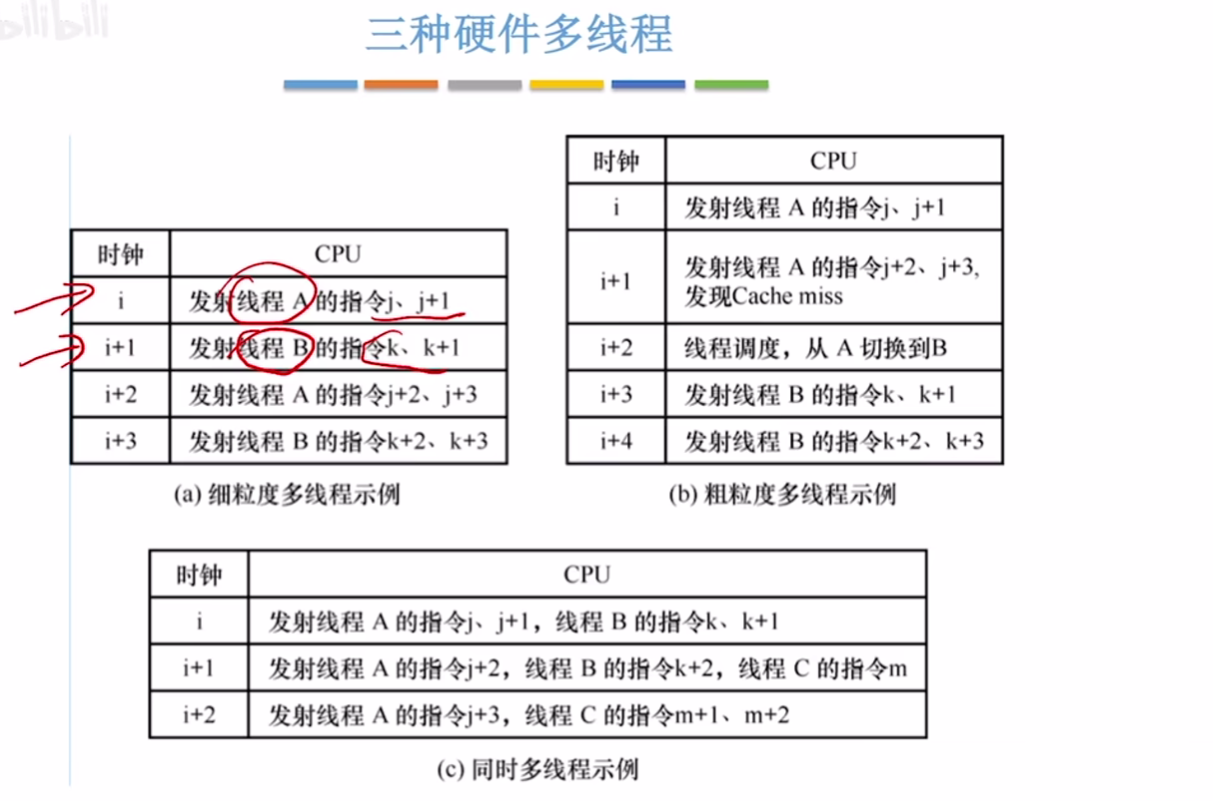 bilibili
三种硬件多线程
时钟 CPU
i 发射线程 A 的指令j、j+1
i+1 发射线程 B 的指令k、k+1
i+2 发射线程 A 的指令j+2、j+3
i+3 发射线程 B 的指令k+2、k+3
(a) 细粒度多线程示例
时钟 CPU
i 发射线程 A 的指令j、j+1
i+1 发射线程 A 的指令j+2、j+3,
发现Cache miss
i+2 线程调度，从 A 切换到B
i+3 发射线程 B 的指令k、k+1
i+4 发射线程 B 的指令k+2、k+3
(b) 粗粒度多线程示例
时钟 CPU
i 发射线程 A 的指令j、j+1，线程 B 的指令k、k+1
i+1 发射线程 A 的指令j+2，线程 B 的指令k+2，线程 C 的指令m
i+2 发射线程 A 的指令j+3，线程 C 的指令m+1、m+2
(c) 同时多线程示例